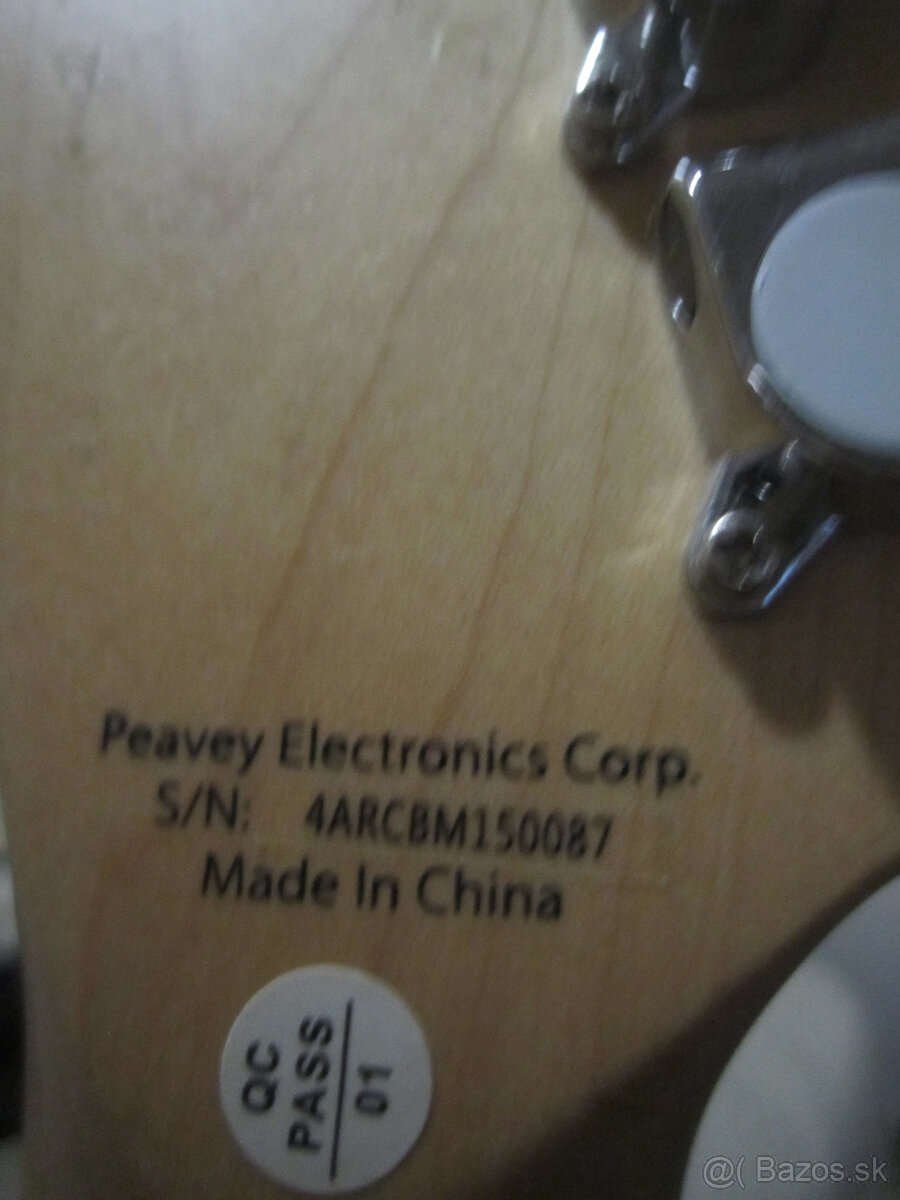 Peavey Electronics Corp.
S/N: 4ARCBM150087
Made In China
QC
PASS
01
@( Bazos.sk